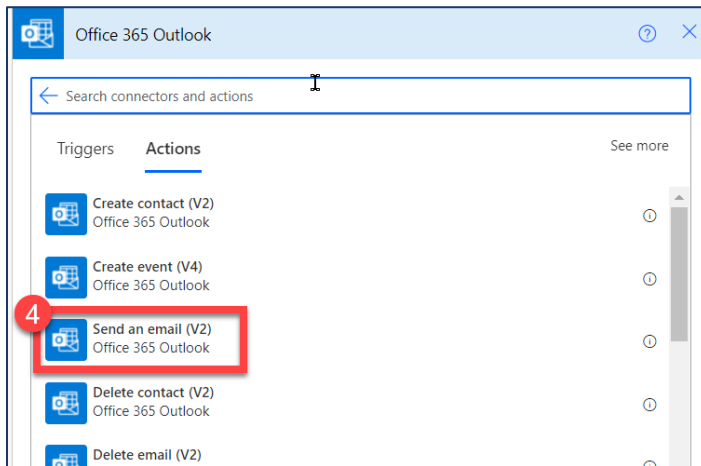 Office 365 Outlook
Search connectors and actions
Triggers Actions See more
Create contact (V2)
Office 365 Outlook
Create event (V4)
Office 365 Outlook
4
Send an email (V2)
Office 365 Outlook
Delete contact (V2)
Office 365 Outlook
Delete email (V2)